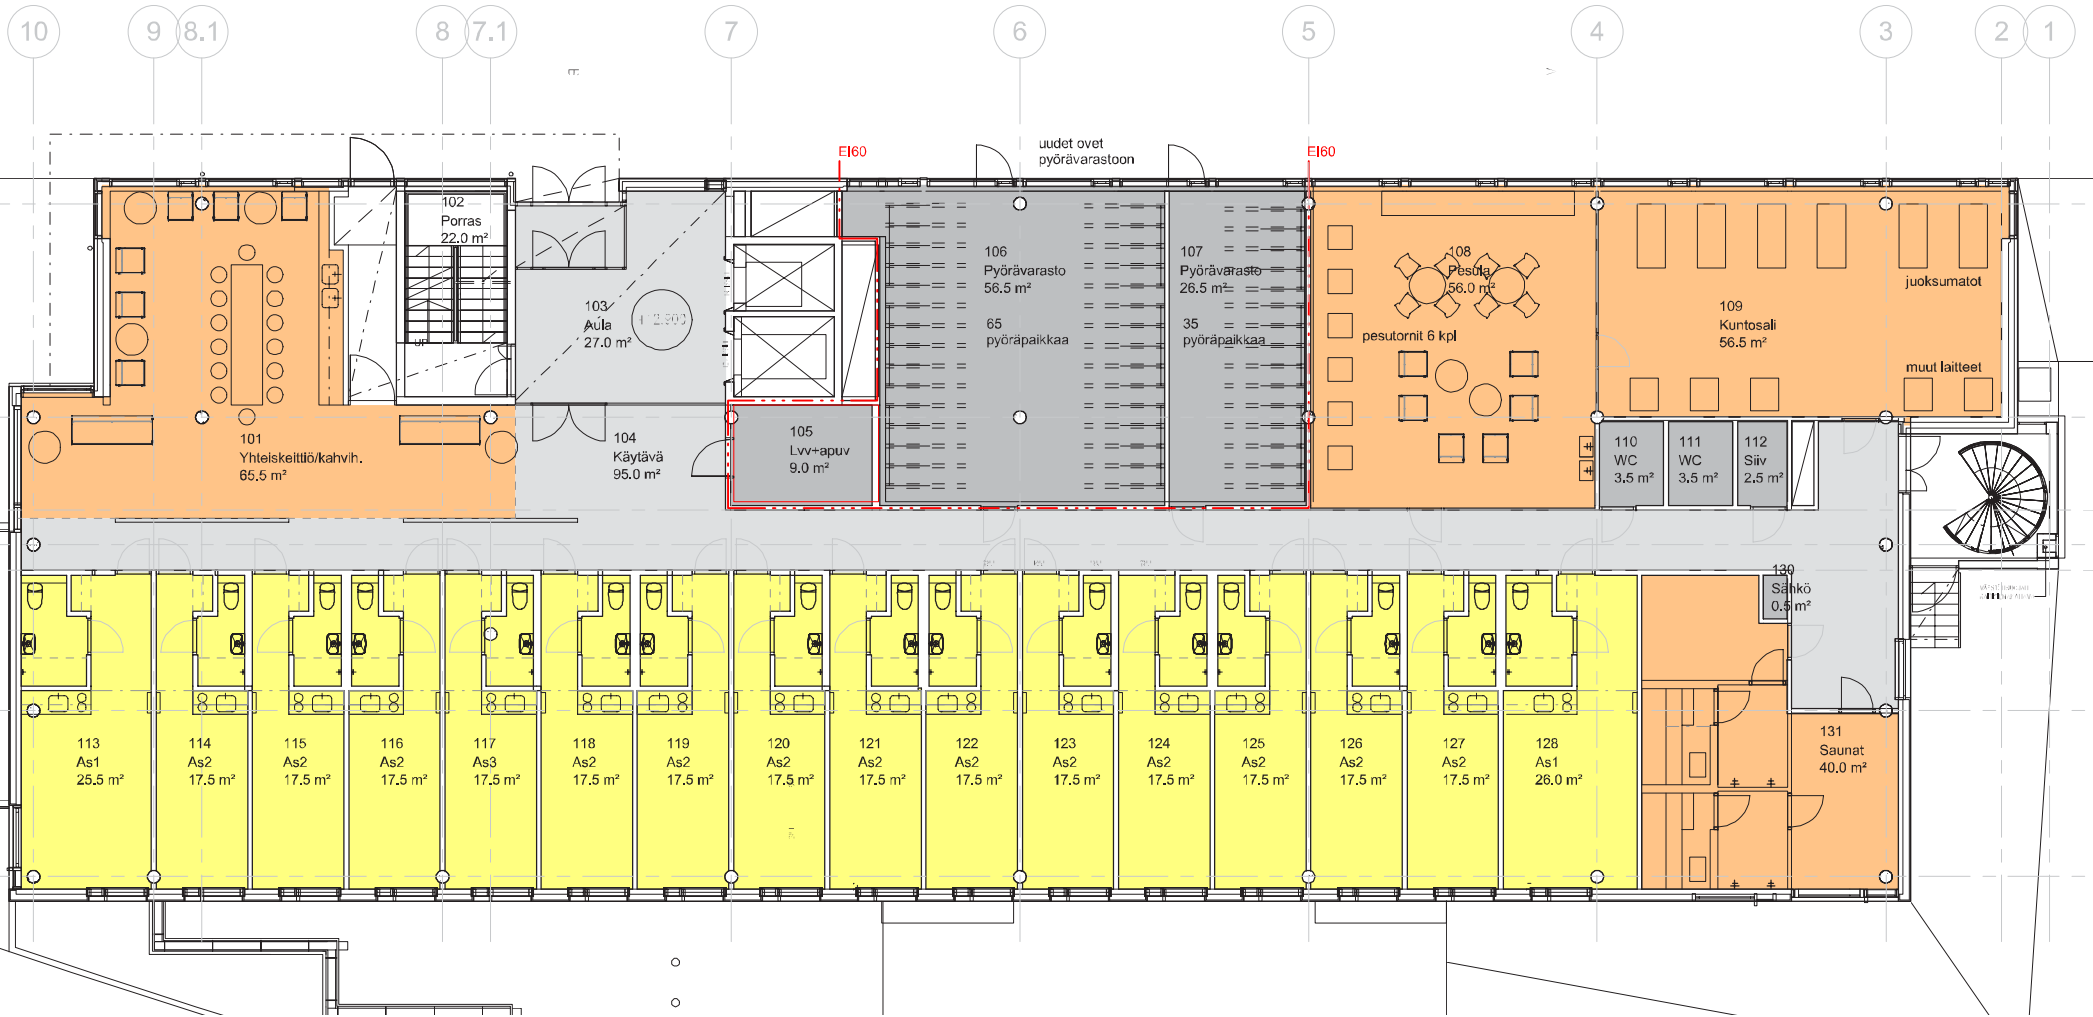 10
9
8.1
8
7.1
7
6
5
4
3
2
1
EI60
uudet ovet
pyörävarastoon
EI60
102
Porras
22.0 m²
103
Aula
27.0 m²
106
Pyörävarasto
56.5 m²
65
pyöräpaikkaa
107
Pyörävarasto
26.5 m²
35
pyöräpaikkaa
108
Pesula
56.0 m²
pesutornit 6 kpl
109
Kuntosali
56.5 m²
juoksumatot
muut laitteet
101
Yhteiskeittiö/kahvih.
65.5 m²
104
Käytävä
95.0 m²
105
Lvv+apuv
9.0 m²
110
WC
3.5 m²
111
WC
3.5 m²
112
Siiv
2.5 m²
130
Sähkö
0.5 m²
113
As1
25.5 m²
114
As2
17.5 m²
115
As2
17.5 m²
116
As2
17.5 m²
117
As3
17.5 m²
118
As2
17.5 m²
119
As2
17.5 m²
120
As2
17.5 m²
121
As2
17.5 m²
122
As2
17.5 m²
123
As2
17.5 m²
124
As2
17.5 m²
125
As2
17.5 m²
126
As2
17.5 m²
127
As2
17.5 m²
128
As1
26.0 m²
131
Saunat
40.0 m²